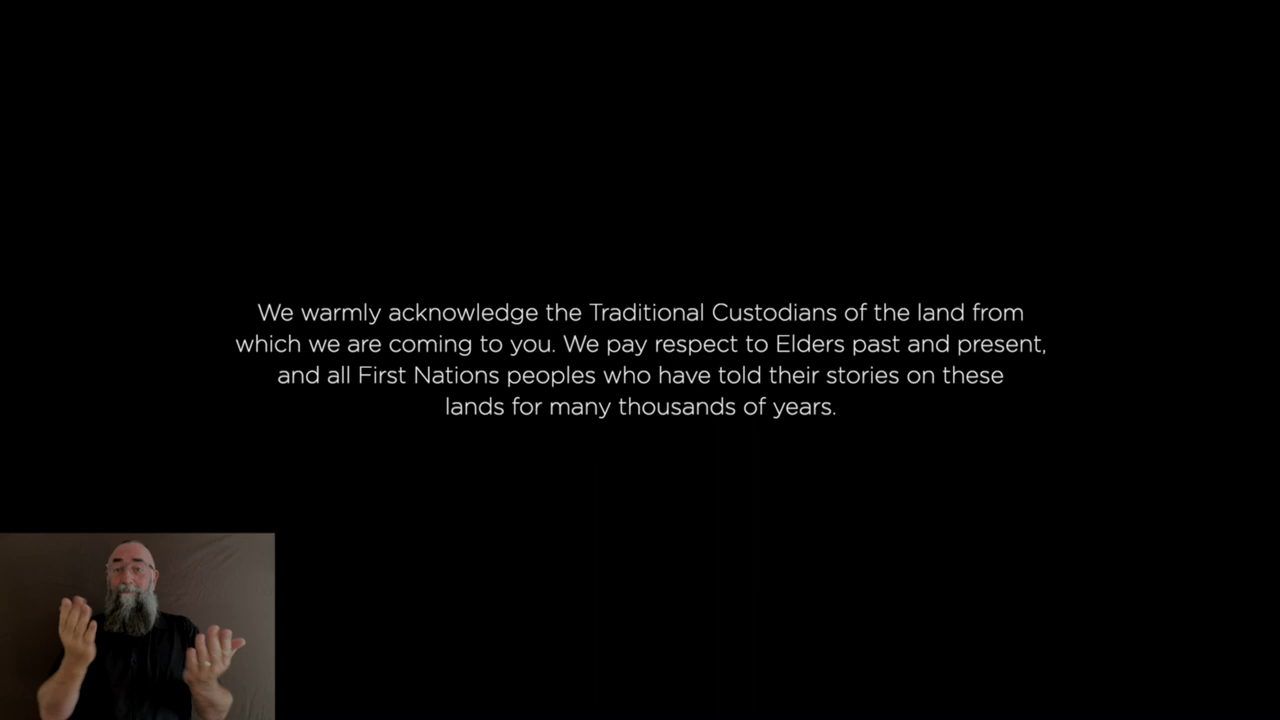 We warmly acknowledge the Traditional Custodians of the land from
which we are coming to you. We pay respect to Elders past and present,
and all First Nations peoples who have told their stories on these
lands for many thousands of years.